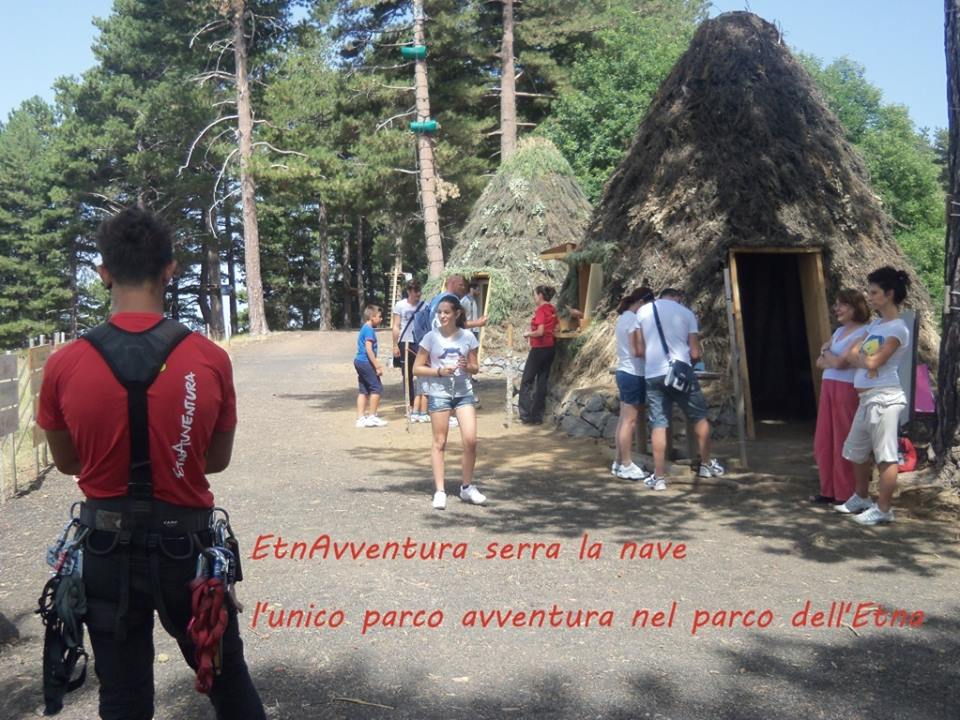 ETNAVVENTURA
EtnAvventura serra la nave
l'unico parco avventura nel parco dell'Etna